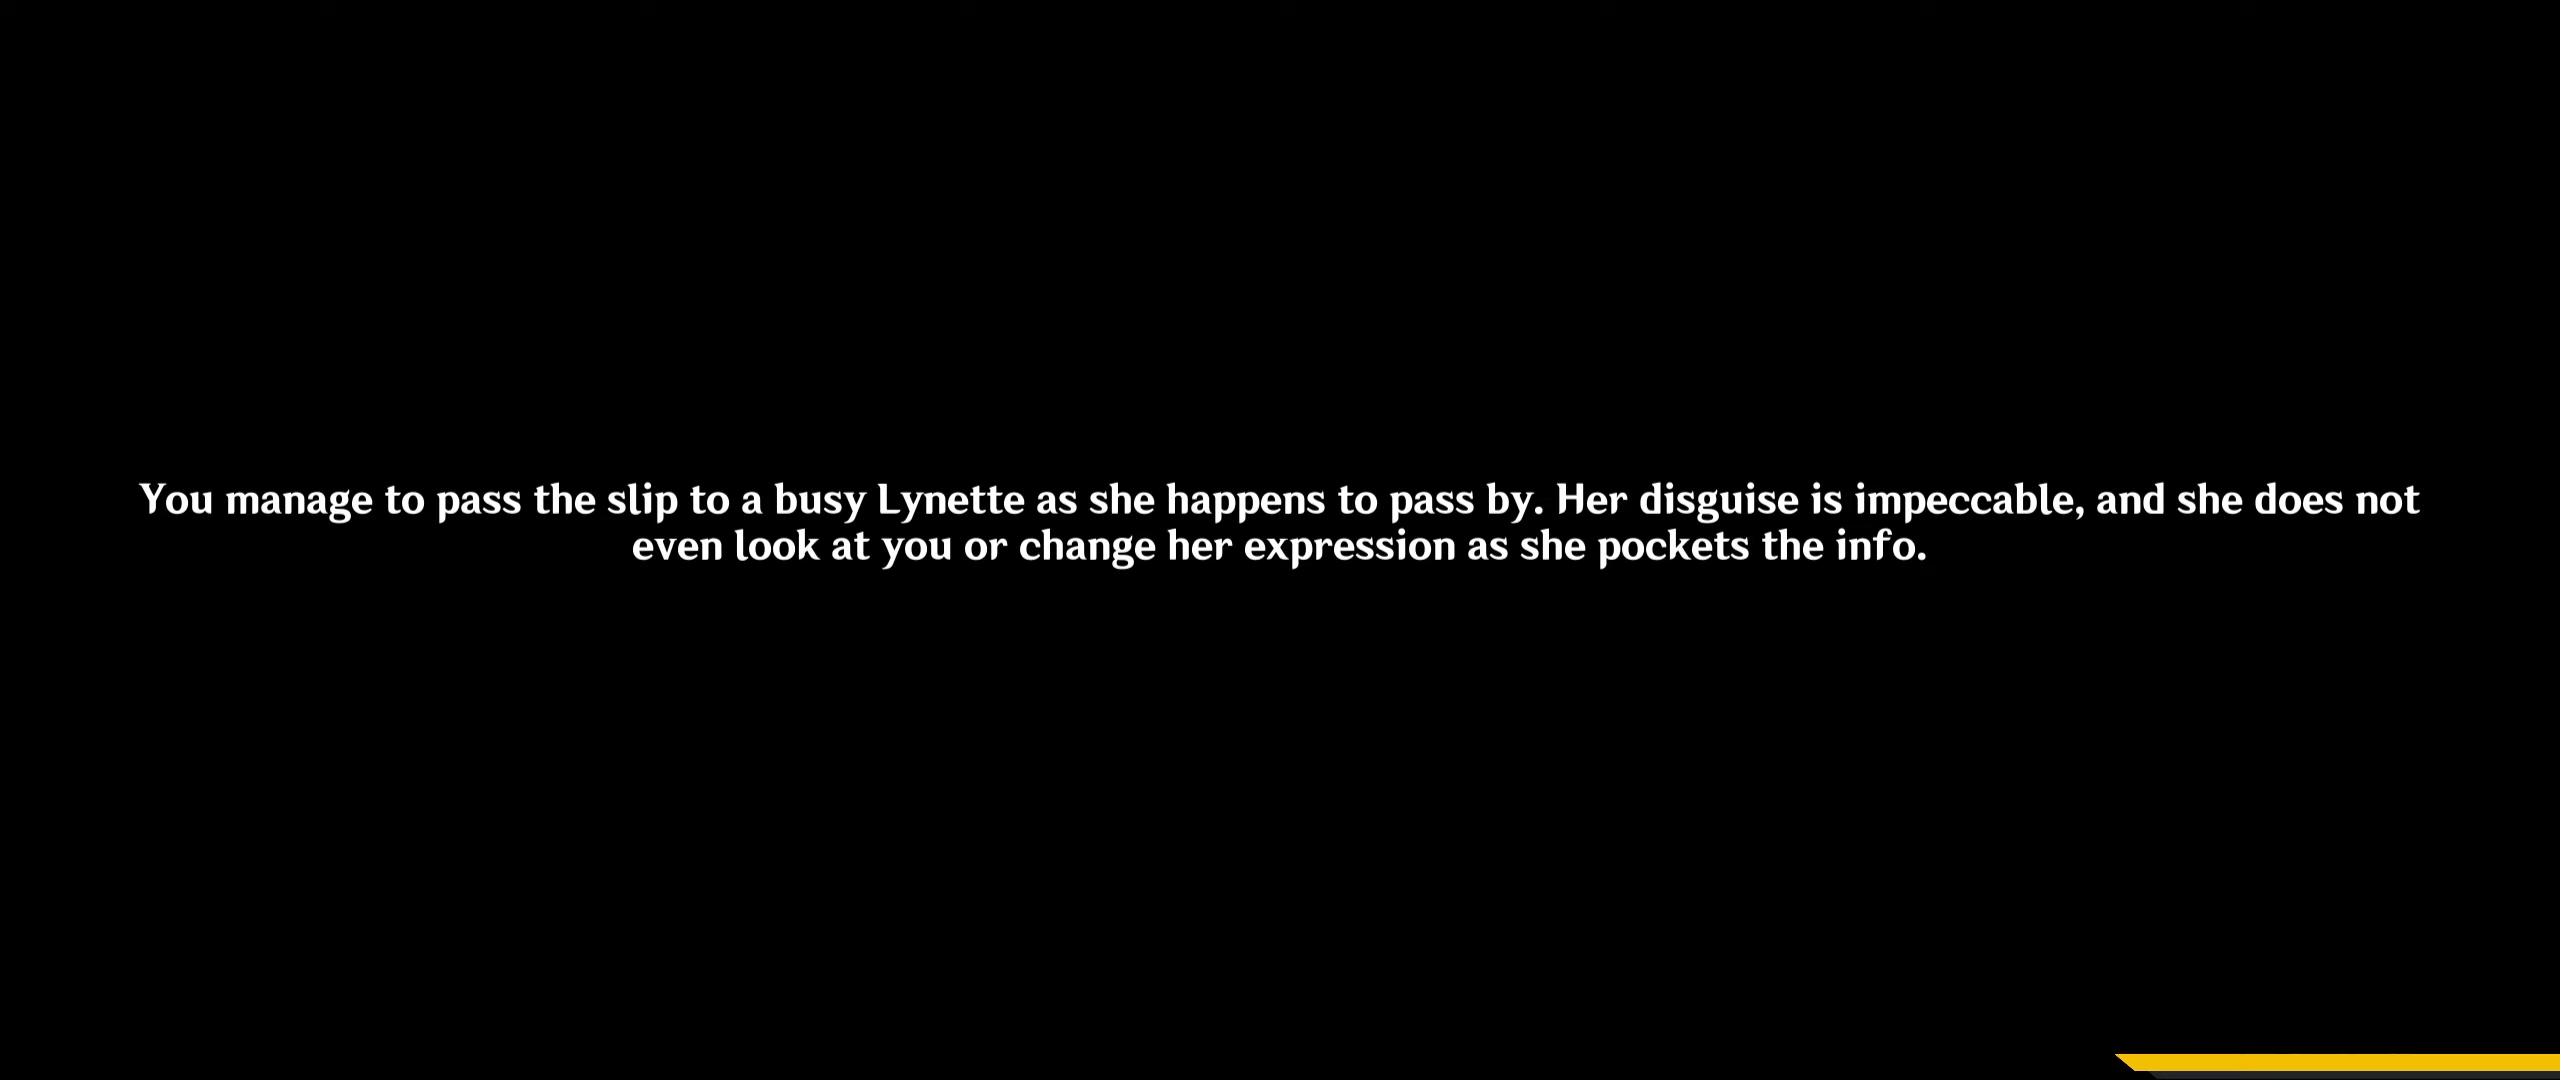 You manage to pass the slip to a busy Lynette as she happens to pass by. Her disguise is impeccable, and she does not
even look at you or change her expression as she pockets the info.